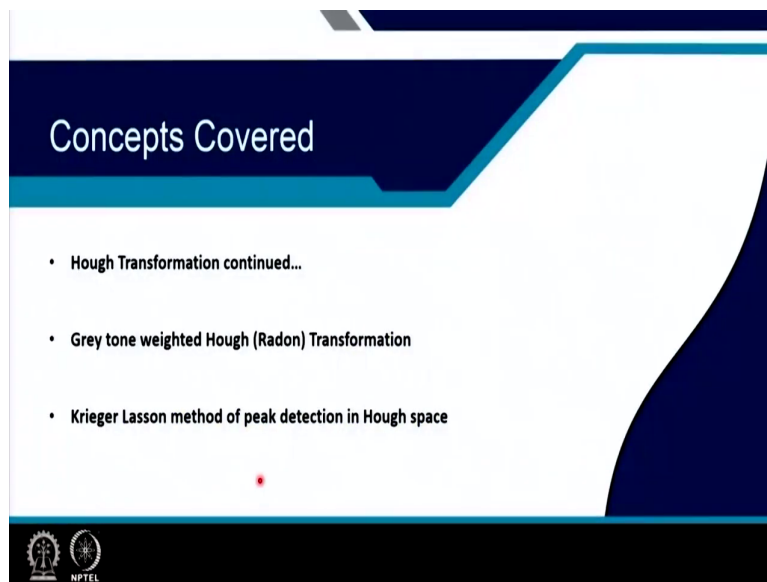 Concepts Covered
• Hough Transformation continued...
• Grey tone weighted Hough (Radon) Transformation
• Krieger Lasson method of peak detection in Hough space
NPTEL